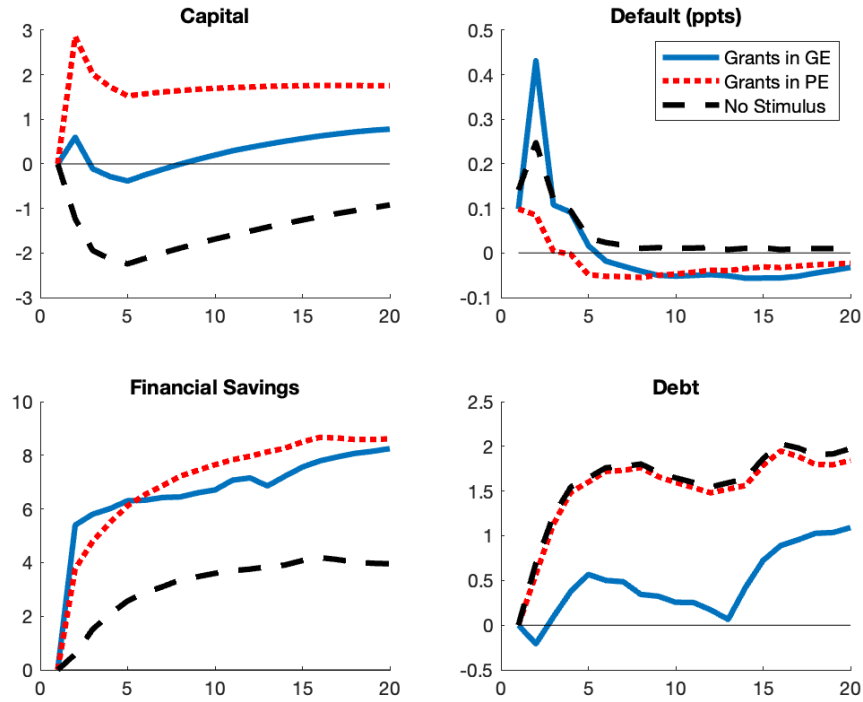 Capital
3
2
1
0
-1
-2
-3
0 5 10 15 20
Default (ppts)
0.5
0.4
0.3
0.2
0.1
0
-0.1
0 5 10 15 20
Grants in GE
Grants in PE
No Stimulus
Financial Savings
10
8
6
4
2
0
0 5 10 15 20
Debt
2.5
2
1.5
1
0.5
0
-0.5
0 5 10 15 20